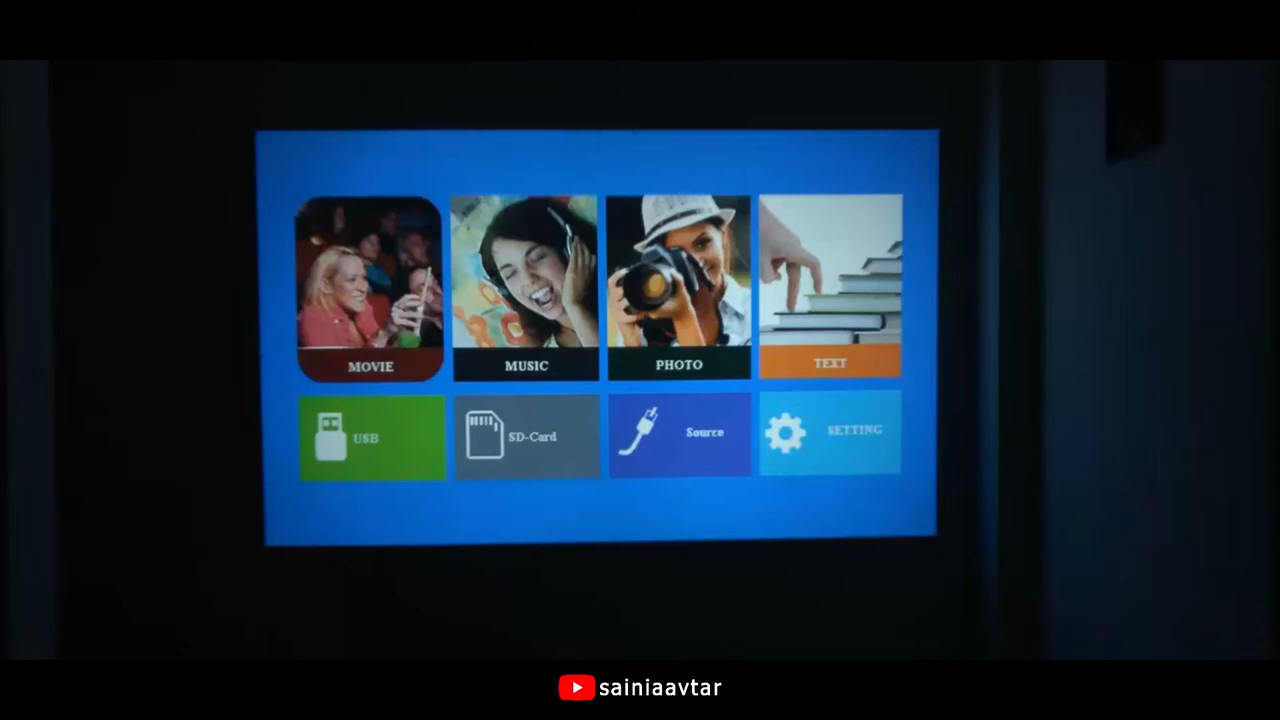 MOVIE
MUSIC
PHOTO
TEXT
USB
SD-Card
Source
SETTING
sainiaavtar